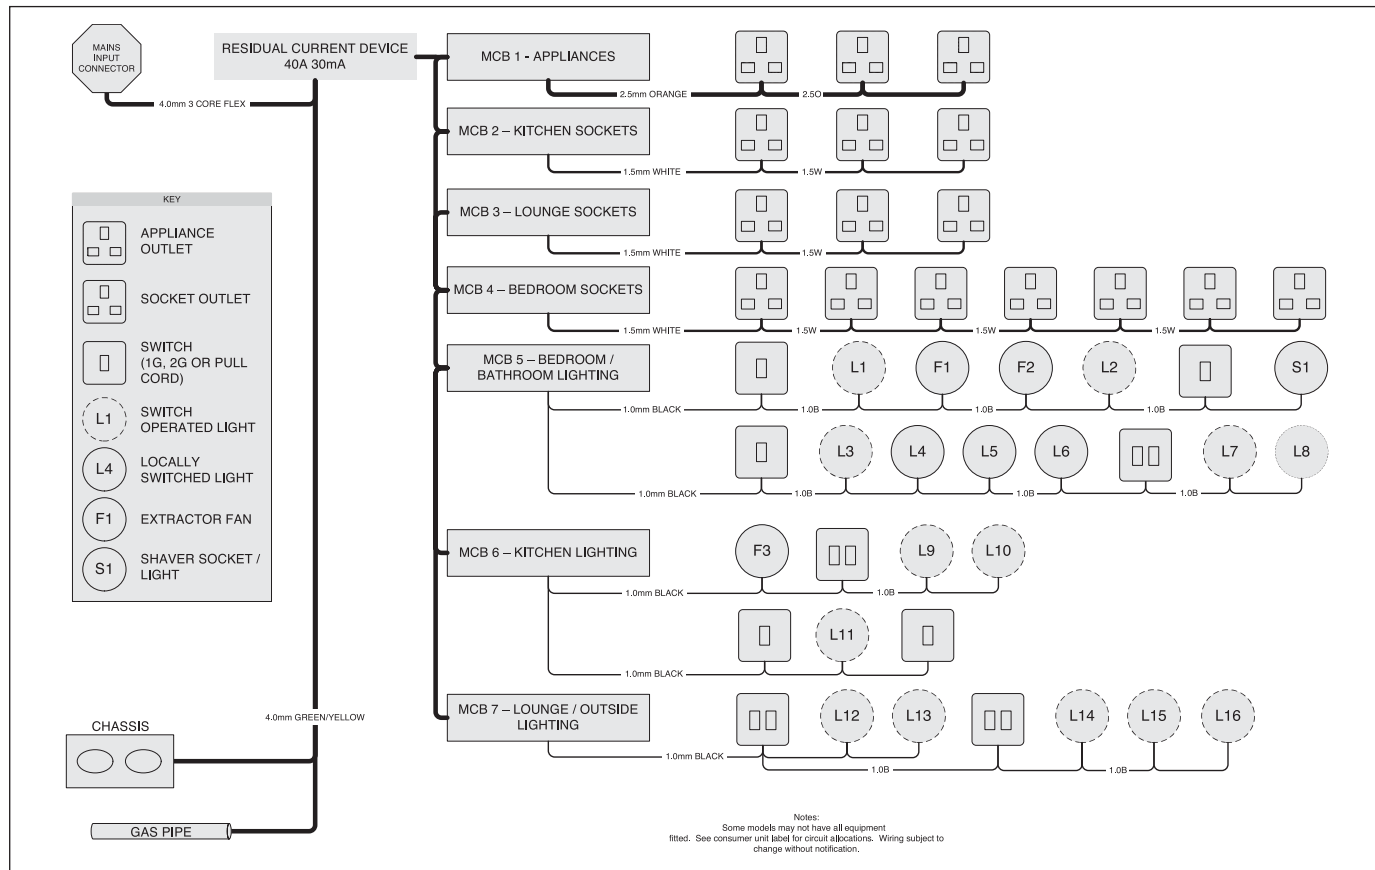 MAINS
INPUT
CONNECTOR
RESIDUAL CURRENT DEVICE
40A 30mA
4.0mm 3 CORE FLEX
MCB 1 - APPLIANCES
2.5mm ORANGE
2.5O
MCB 2 – KITCHEN SOCKETS
1.5mm WHITE
1.5W
MCB 3 – LOUNGE SOCKETS
1.5mm WHITE
1.5W
MCB 4 – BEDROOM SOCKETS
1.5mm WHITE
1.5W
1.5W
1.5W
MCB 5 – BEDROOM /
BATHROOM LIGHTING
L1
F1
F2
L2
S1
1.0mm BLACK
1.0B
1.0B
1.0B
L3
L4
L5
L6
L7
L8
1.0mm BLACK
1.0B
1.0B
1.0B
MCB 6 – KITCHEN LIGHTING
F3
L9
L10
1.0mm BLACK
1.0B
L11
1.0mm BLACK
MCB 7 – LOUNGE / OUTSIDE
LIGHTING
L12
L13
L14
L15
L16
1.0mm BLACK
1.0B
1.0B
KEY
APPLIANCE
OUTLET
SOCKET OUTLET
SWITCH
(1G, 2G OR PULL
CORD)
L1
SWITCH
OPERATED LIGHT
L4
LOCALLY
SWITCHED LIGHT
F1
EXTRACTOR FAN
S1
SHAVER SOCKET /
LIGHT
4.0mm GREEN/YELLOW
CHASSIS
GAS PIPE
Notes:
Some models may not have all equipment
fitted. See consumer unit label for circuit allocations. Wiring subject to
change without notification.